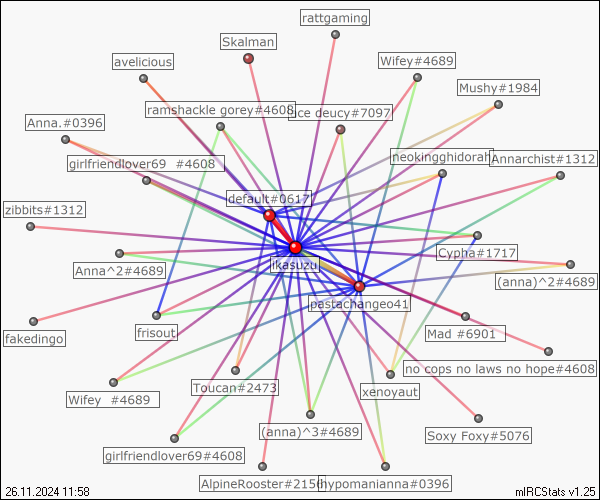 rattgaming
Skalman
avelicious
Wifey#4689
Mushy#1984
ramshackle gorey#4608
deucy#7097
Anna.#0396
neokingghidorah
Annarchist#1312
girlfriendlover69 #4608
default#0617
zibbits#1312
Cypha#1717
ikasuzu
Anna^2#4689
(anna)^2#4689
pastachangeo41
fakedingo
frisout
Mad #6901
no cops no laws no hope#4608
Toucan#2473
xenoyaut
Wifey #4689
(anna)^3#4689
Soxy Foxy#5076
girlfriendlover69#4608
AlpineRooster#2150
hypomanianna#0396
26.11.2024 11:58
mIRCStats v1.25